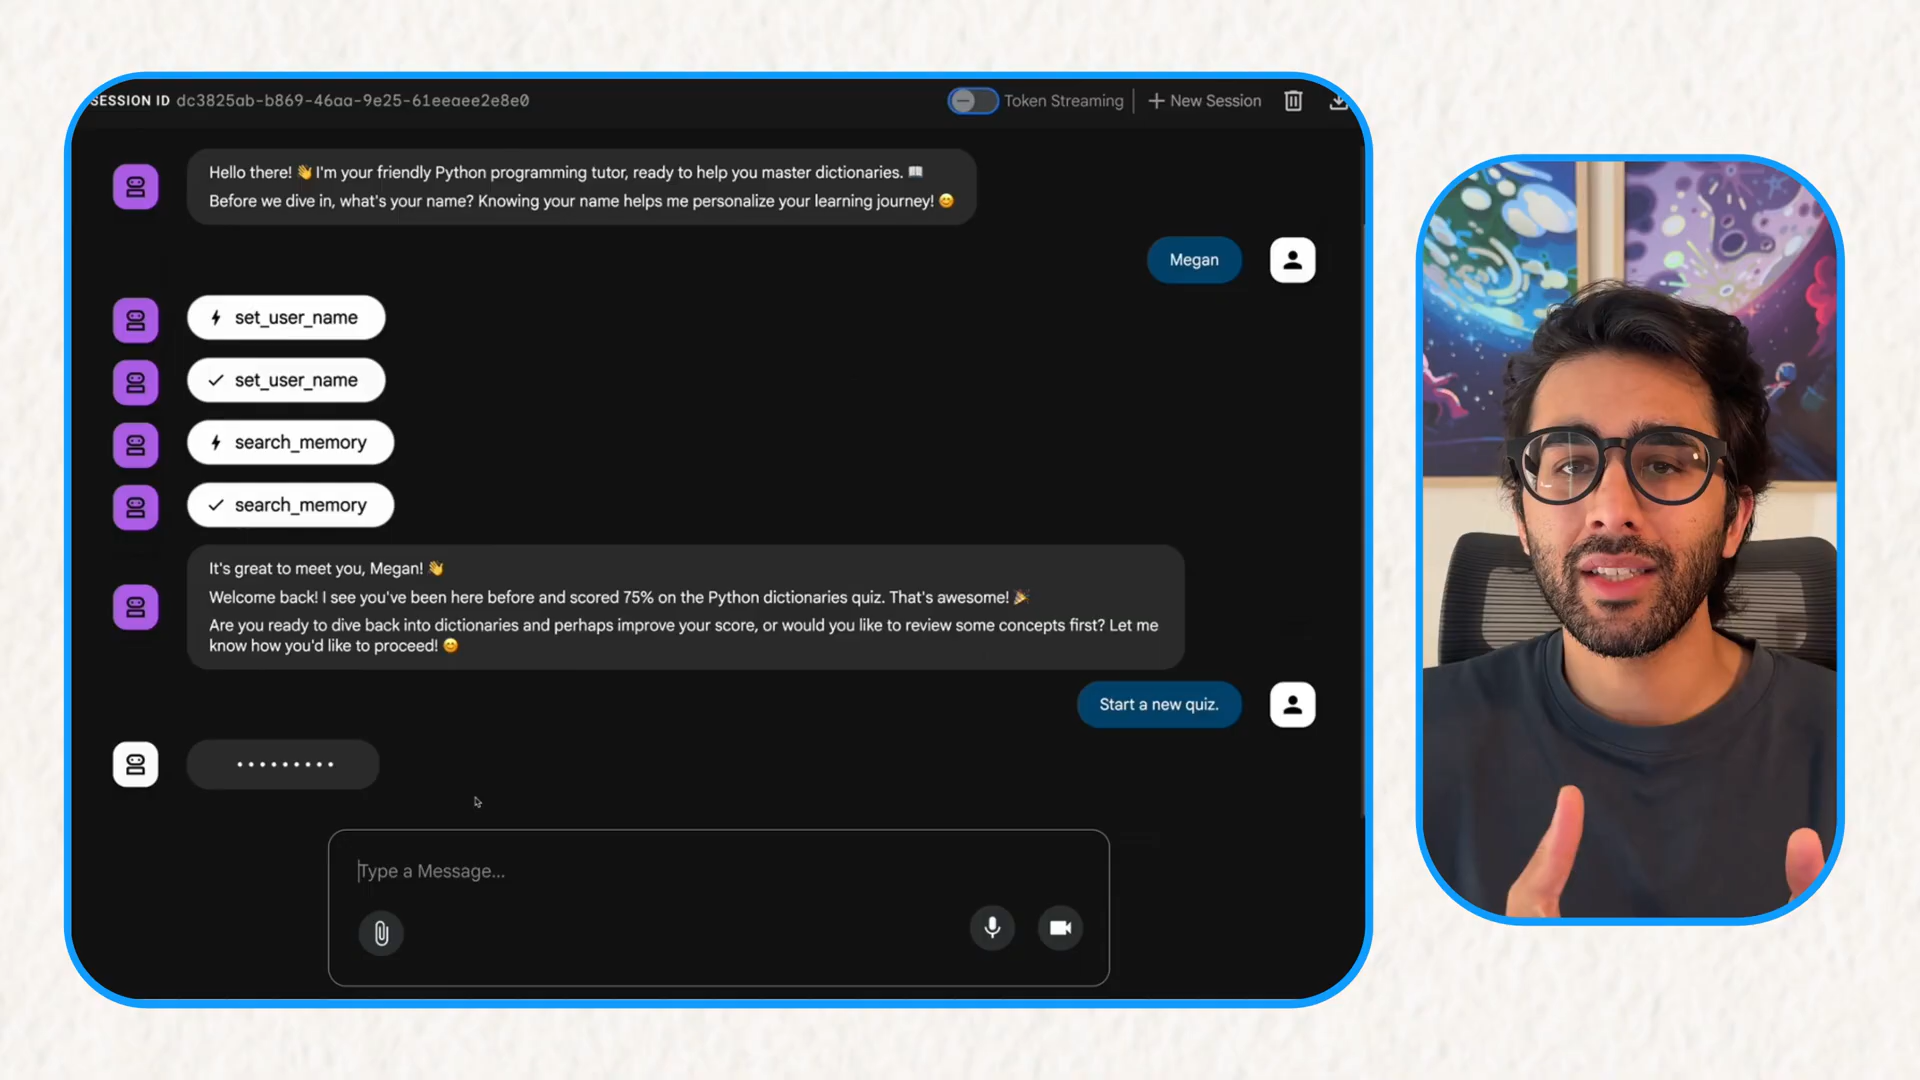 SESSION ID dc3825ab-b869-46aa-9e25-61eeaee2e8e0
Token Streaming
New Session
Hello there! 👋 I'm your friendly Python programming tutor, ready to help you master dictionaries. 📖
Before we dive in, what's your name? Knowing your name helps me personalize your learning journey! 😊
Megan
set_user_name
set_user_name
search_memory
search_memory
It's great to meet you, Megan! 👋
Welcome back! I see you've been here before and scored 75% on the Python dictionaries quiz. That's awesome! 🎉
Are you ready to dive back into dictionaries and perhaps improve your score, or would you like to review some concepts first? Let me
know how you'd like to proceed! 😊
Start a new quiz.
Type a Message...